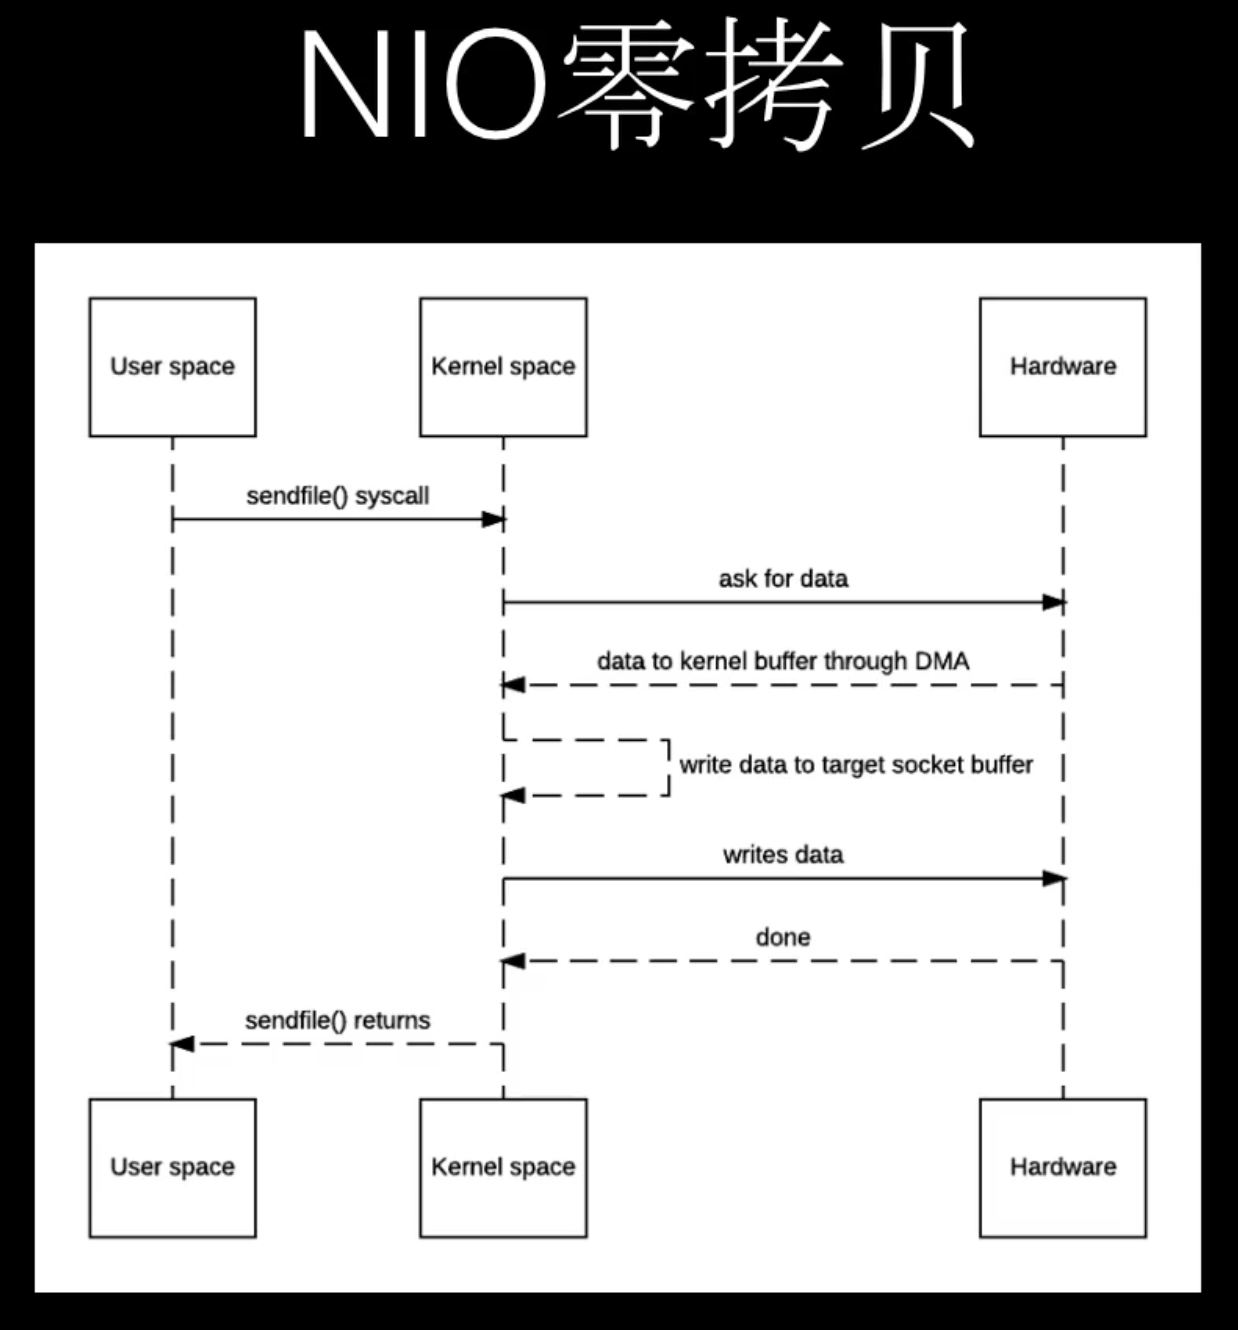 NIO零拷贝
User space
Kernel space
Hardware
sendfile() syscall
ask for data
data to kernel buffer through DMA
write data to target socket buffer
writes data
done
sendfile() returns
User space
Kernel space
Hardware